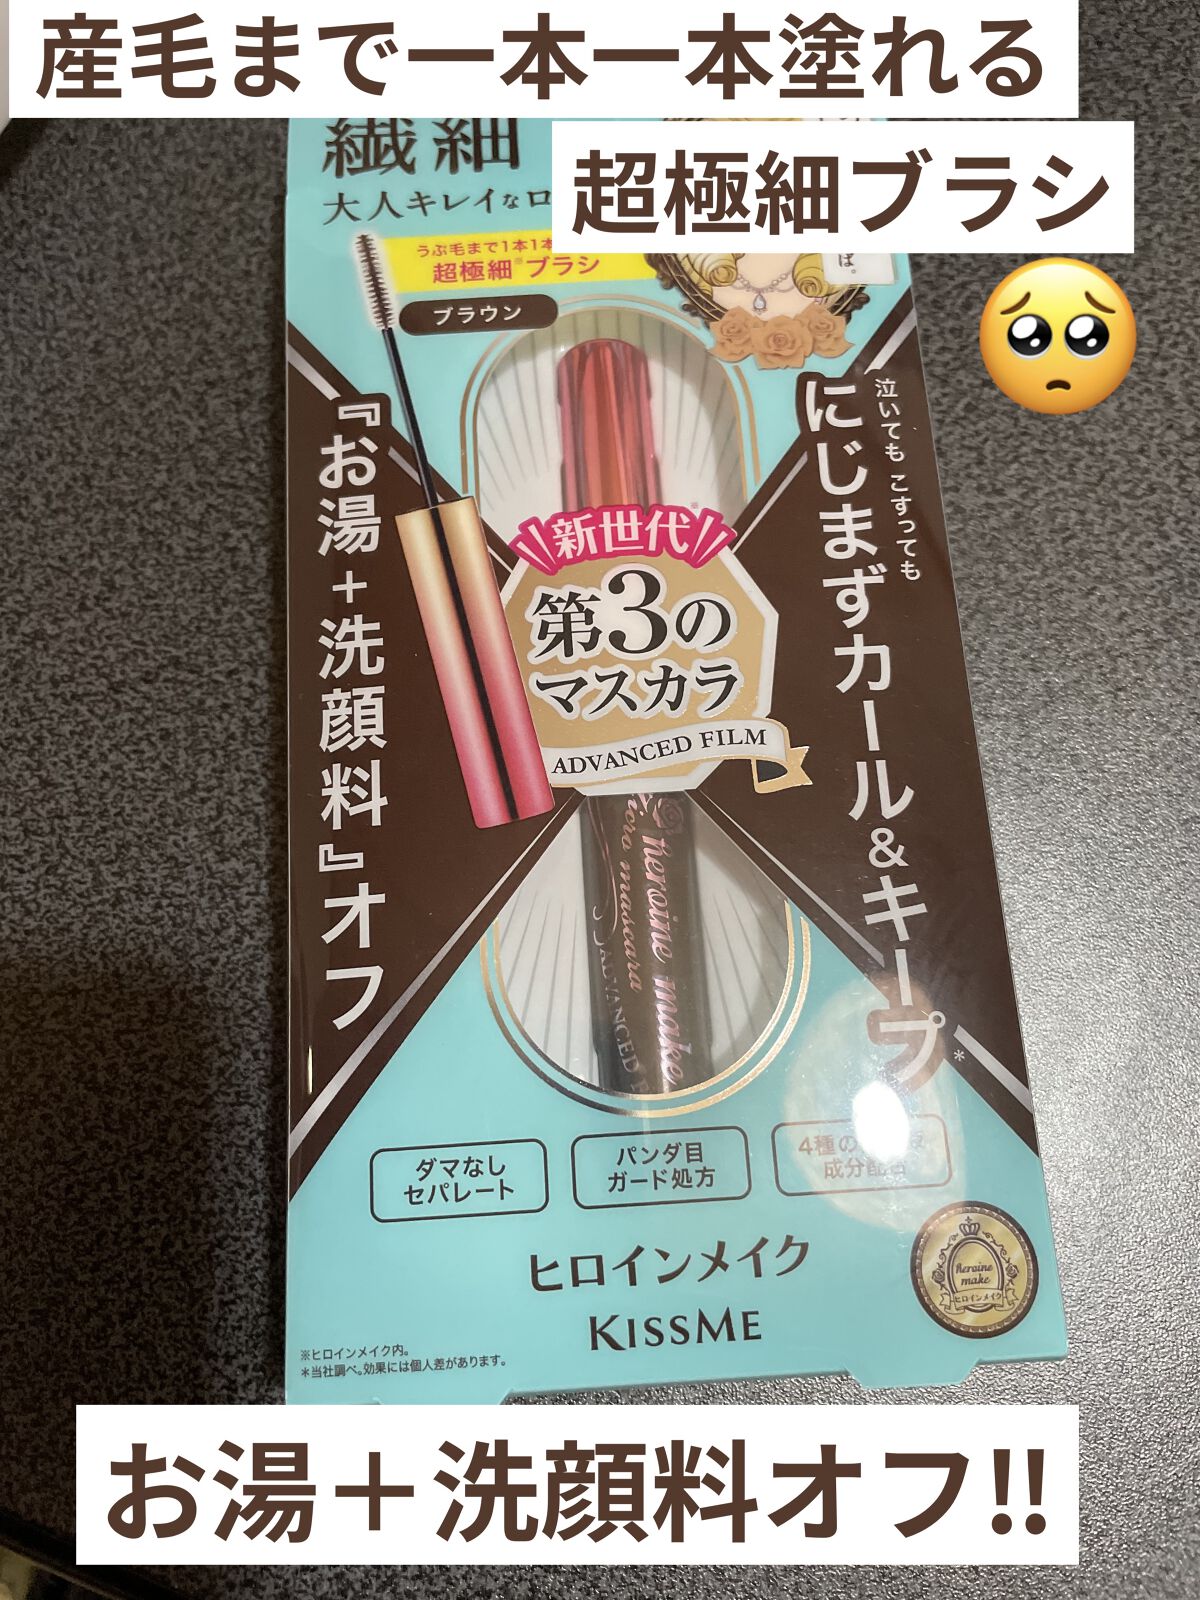 産毛まで一本一本塗れる
超極細ブラシ
繊細
大人キレイな
うぶ毛まで1本1本
超極細※ブラシ
ブラウン
ば。
泣いても こすっても
にじまずカール&キープ*
『お湯+洗顔料』オフ
新世代※
第3の
マスカラ
ADVANCED FILM
heroine make
micro mascara
ADVANCED
ダマなし
セパレート
パンダ目
ガード処方
4種の
成分配合
heroine
make
ヒロインメイク
ヒロインメイク
KISSME
※ヒロインメイク内。
*当社調べ。効果には個人差があります。
お湯+洗顔料オフ!!